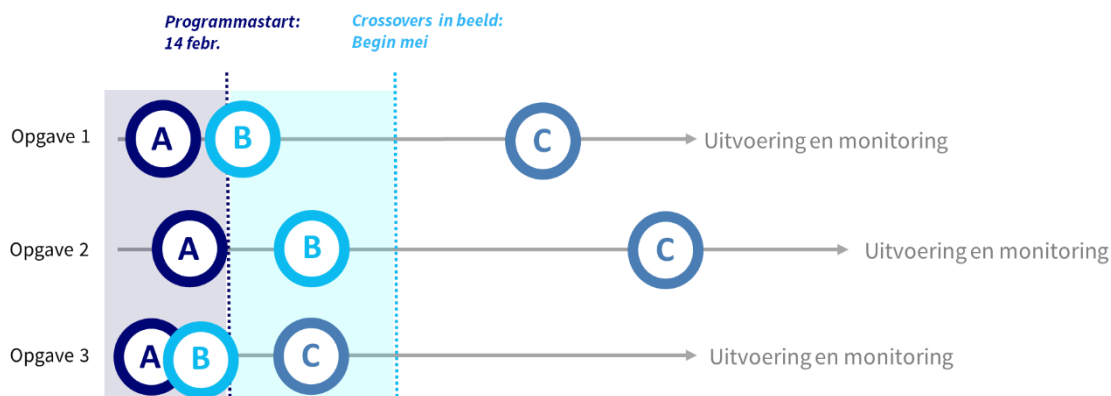 Programmastart:
14 febr.
Crossovers in beeld:
Begin mei
Opgave 1
A
B
C
Uitvoering en monitoring
Opgave 2
A
B
C
Uitvoering en monitoring
Opgave 3
A
B
C
Uitvoering en monitoring